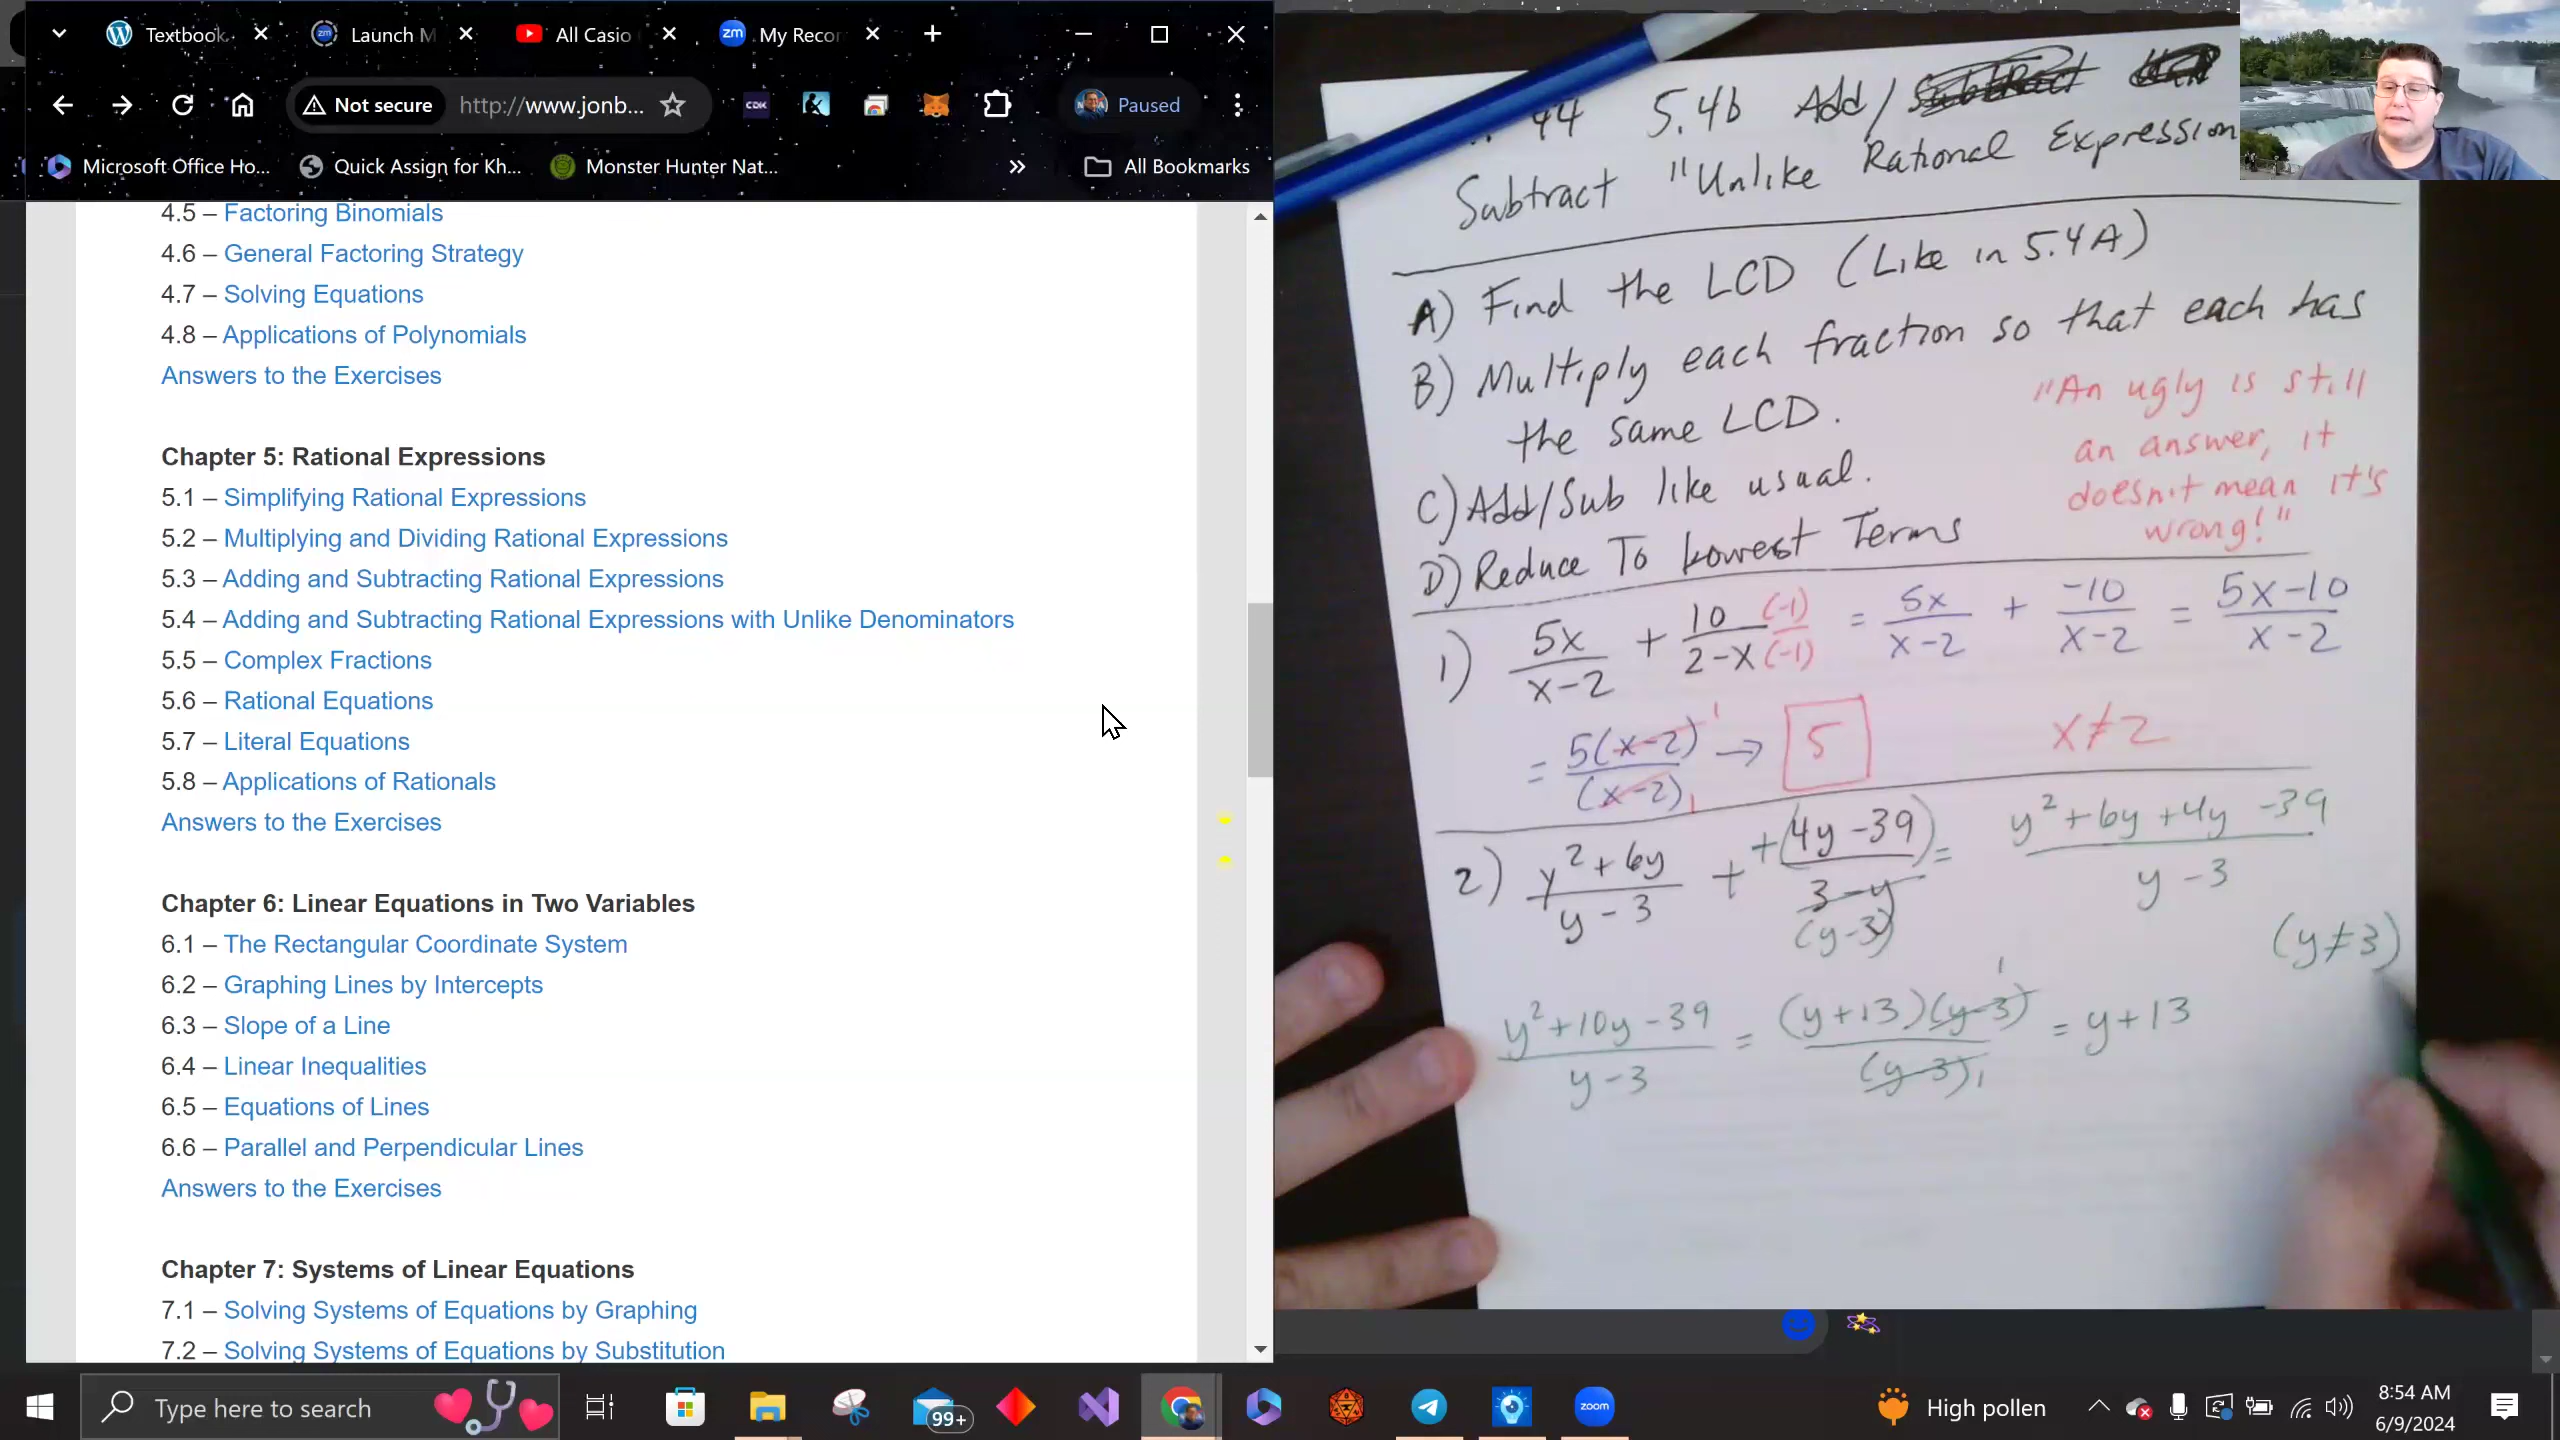 Textbook
Launch M
All Casio
My Recor
Not secure
http://www.jonb...
Paused
Microsoft Office Ho...
Quick Assign for Kh...
Monster Hunter Nat...
»
All Bookmarks
4.5 – Factoring Binomials
4.6 – General Factoring Strategy
4.7 – Solving Equations
4.8 – Applications of Polynomials
Answers to the Exercises
Chapter 5: Rational Expressions
5.1 – Simplifying Rational Expressions
5.2 – Multiplying and Dividing Rational Expressions
5.3 – Adding and Subtracting Rational Expressions
5.4 – Adding and Subtracting Rational Expressions with Unlike Denominators
5.5 – Complex Fractions
5.6 – Rational Equations
5.7 – Literal Equations
5.8 – Applications of Rationals
Answers to the Exercises
Chapter 6: Linear Equations in Two Variables
6.1 – The Rectangular Coordinate System
6.2 – Graphing Lines by Intercepts
6.3 – Slope of a Line
6.4 – Linear Inequalities
6.5 – Equations of Lines
6.6 – Parallel and Perpendicular Lines
Answers to the Exercises
Chapter 7: Systems of Linear Equations
7.1 – Solving Systems of Equations by Graphing
7.2 – Solving Systems of Equations by Substitution
44 5.4b Add/
Subtract "Unlike Rational Expression
A) Find the LCD (Like in 5.4A)
B) Multiply each fraction so that each has
the same LCD.
C) Add/Sub like usual.
D) Reduce To Lowest Terms
"An ugly is still
an answer, it
doesn't mean it's
wrong!"
1) 5x/(x-2) + 10(-1)/(2-x)(-1) = 5x/(x-2) + -10/(x-2) = (5x-10)/(x-2)
= 5(x-2)/(x-2) → 5 x≠2
2) (y²+6y)/(y-3) + +(4y-39)/3-y (y-3) = (y²+6y+4y-39)/(y-3)
(y≠3)
(y²+10y-39)/(y-3) = (y+13)(y-3)/(y-3) = y+13
Type here to search
99+
zoom
High pollen
8:54 AM
6/9/2024